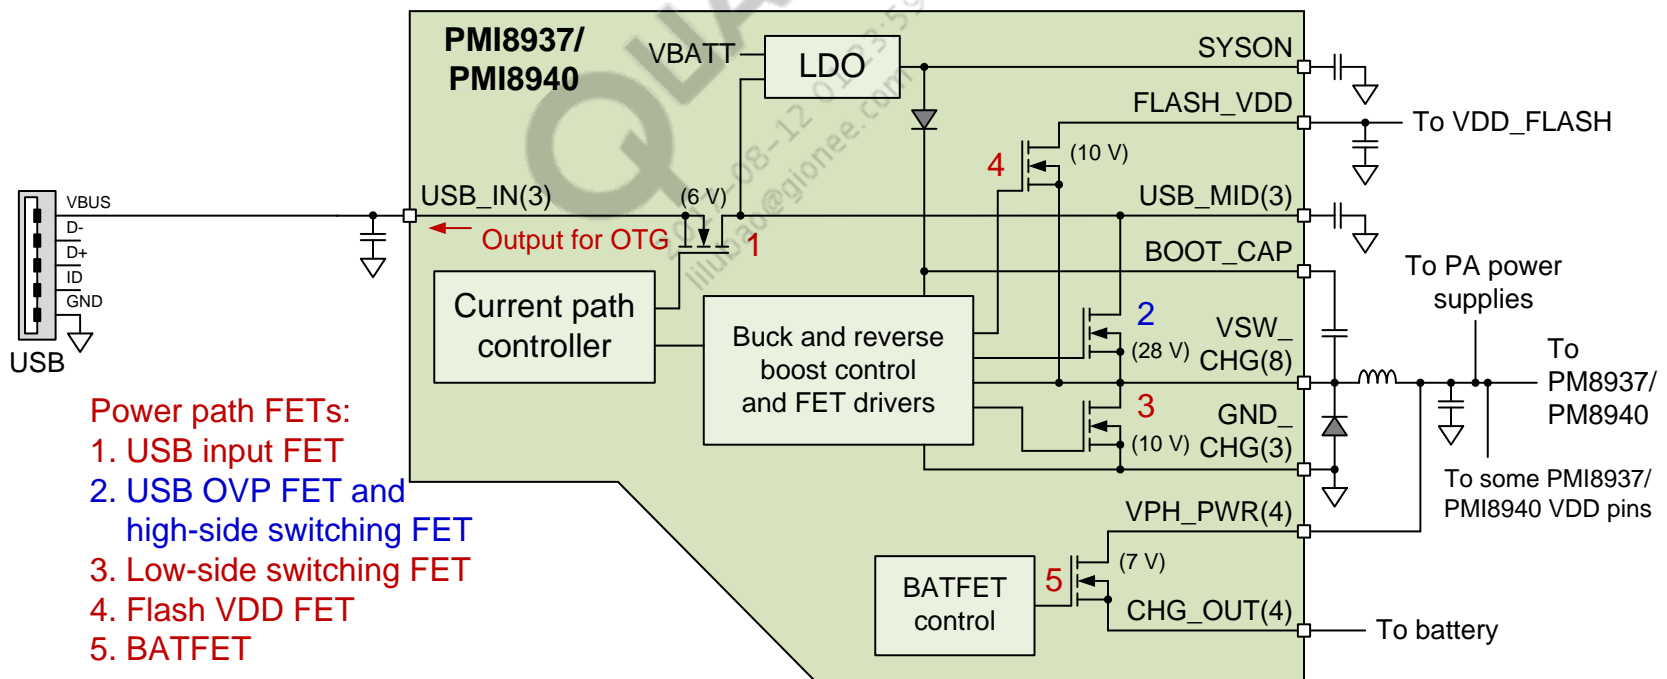 PMI8937/
PMI8940
VBATT
LDO
SYSON
FLASH_VDD
To VDD_FLASH
4
(10 V)
USB_IN(3)
(6 V)
USB_MID(3)
VBUS
D-
D+
ID
GND
USB
Output for OTG
1
BOOT_CAP
To PA power
supplies
Current path
controller
Buck and reverse
boost control
and FET drivers
2
(28 V)
VSW_
CHG(8)
To
PM8937/
PM8940
3
(10 V)
GND_
CHG(3)
To some PMI8937/
PMI8940 VDD pins
Power path FETs:
1. USB input FET
2. USB OVP FET and
high-side switching FET
3. Low-side switching FET
4. Flash VDD FET
5. BATFET
VPH_PWR(4)
BATFET
control
5
(7 V)
CHG_OUT(4)
To battery